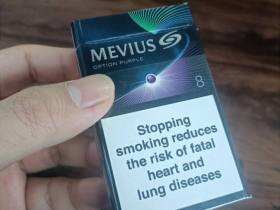 MEVIUS
OPTION PURPLE
8
Stopping
smoking reduces
the risk of fatal
heart and
lung diseases